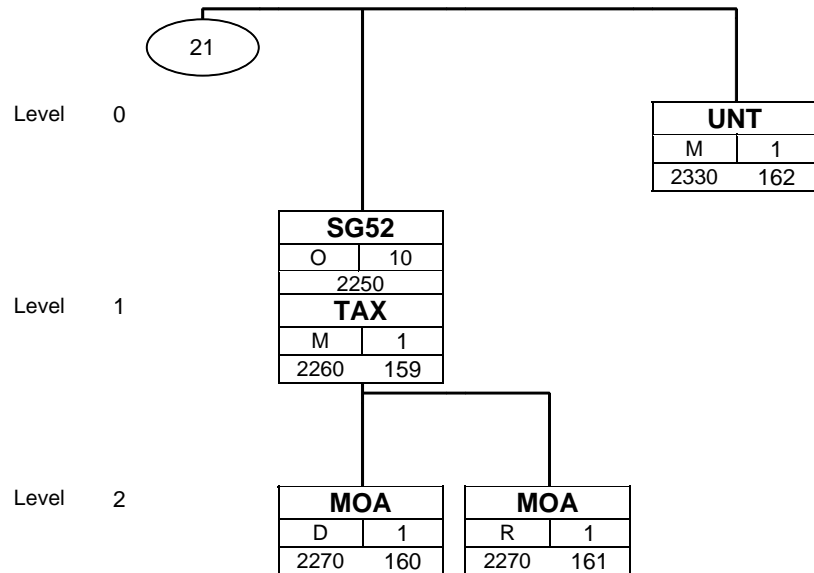 21
Level 0
UNT
M 1
2330 162
SG52
O 10
2250
Level 1
TAX
M 1
2260 159
Level 2
MOA MOA
D 1 R 1
2270 160 2270 161